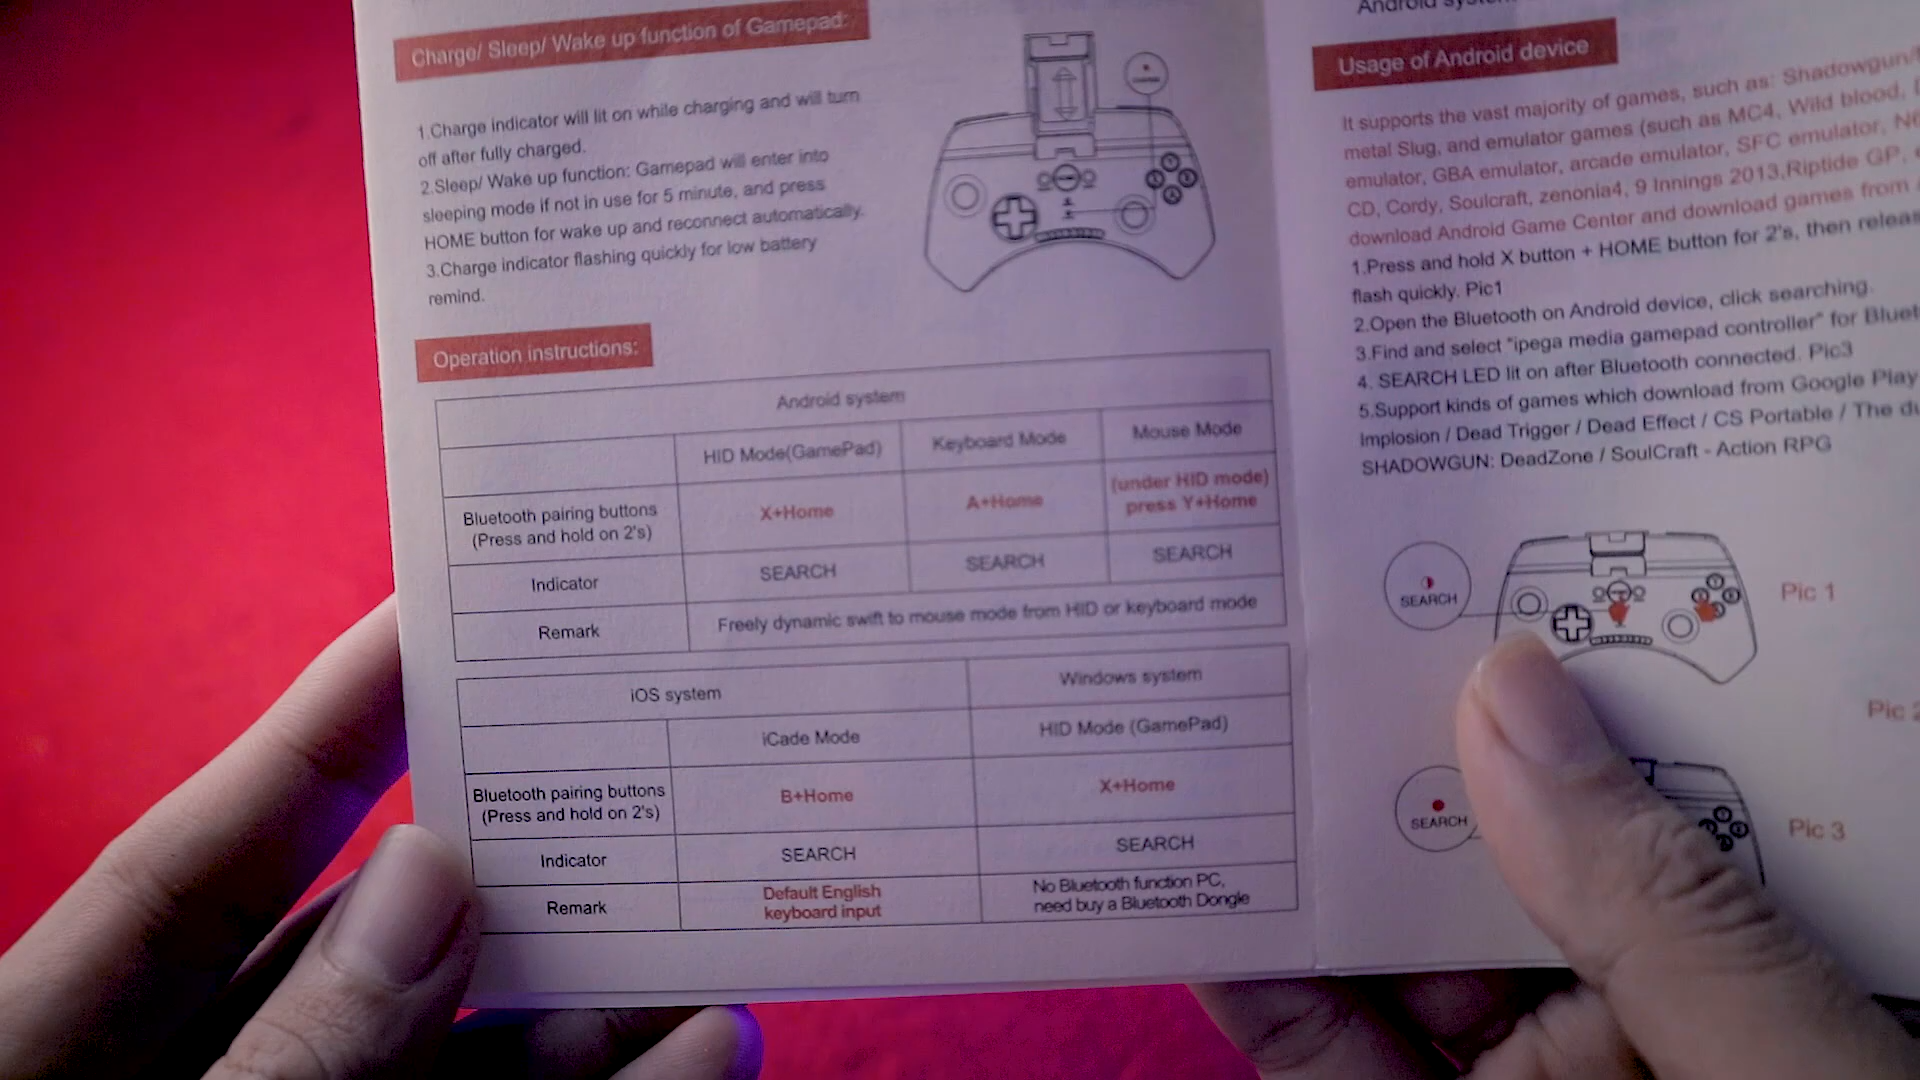 Charge/ Sleep/ Wake up function of Gamepad:
1.Charge indicator will lit on while charging and will turn
off after fully charged.
2.Sleep/ Wake up function: Gamepad will enter into
sleeping mode if not in use for 5 minute, and press
HOME button for wake up and reconnect automatically.
3.Charge indicator flashing quickly for low battery
remind.
Operation instructions:
Android system
HID Mode(GamePad) Keyboard Mode Mouse Mode
Bluetooth pairing buttons
(Press and hold on 2's)
X+Home
A+Home
(under HID mode)
press Y+Home
Indicator SEARCH SEARCH SEARCH
Remark Freely dynamic swift to mouse mode from HID or keyboard mode
iOS system Windows system
iCade Mode HID Mode (GamePad)
Bluetooth pairing buttons
(Press and hold on 2's)
B+Home
X+Home
Indicator SEARCH SEARCH
Remark
Default English
keyboard input
No Bluetooth function PC,
need buy a Bluetooth Dongle
Android
Usage of Android device
It supports the vast majority of games, such as: Shadowgun/
metal Slug, and emulator games (such as MC4, Wild blood,
emulator, GBA emulator, arcade emulator, SFC emulator,
CD, Cordy, Soulcraft, zenonia4, 9 Innings 2013,Riptide GP,
download Android Game Center and download games from
1.Press and hold X button + HOME button for 2's, then
flash quickly. Pic1
2.Open the Bluetooth on Android device, click searching.
3.Find and select "ipega media gamepad controller" for
4. SEARCH LED lit on after Bluetooth connected. Pic3
5.Support kinds of games which download from Google Play
Implosion / Dead Trigger / Dead Effect / CS Portable / The
SHADOWGUN: DeadZone / SoulCraft - Action RPG
SEARCH
Pic 1
Pic
SEARCH
Pic 3